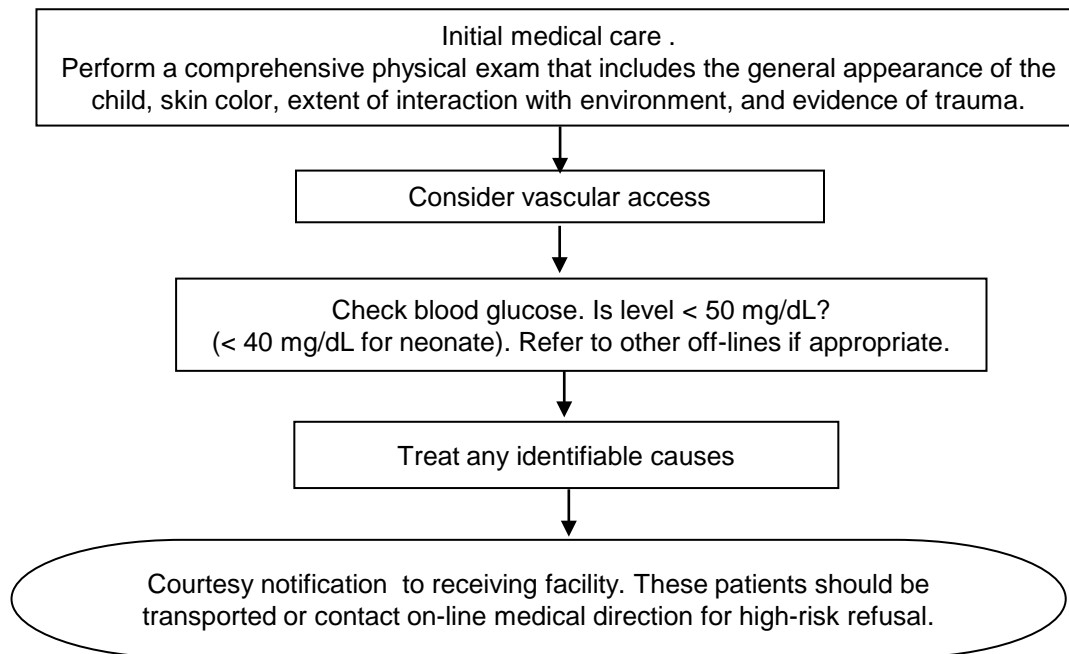 Initial medical care .
Perform a comprehensive physical exam that includes the general appearance of the
child, skin color, extent of interaction with environment, and evidence of trauma.
Consider vascular access
Check blood glucose. Is level < 50 mg/dL?
(< 40 mg/dL for neonate). Refer to other off-lines if appropriate.
Treat any identifiable causes
Courtesy notification  to receiving facility. These patients should be
transported or contact on-line medical direction for high-risk refusal.